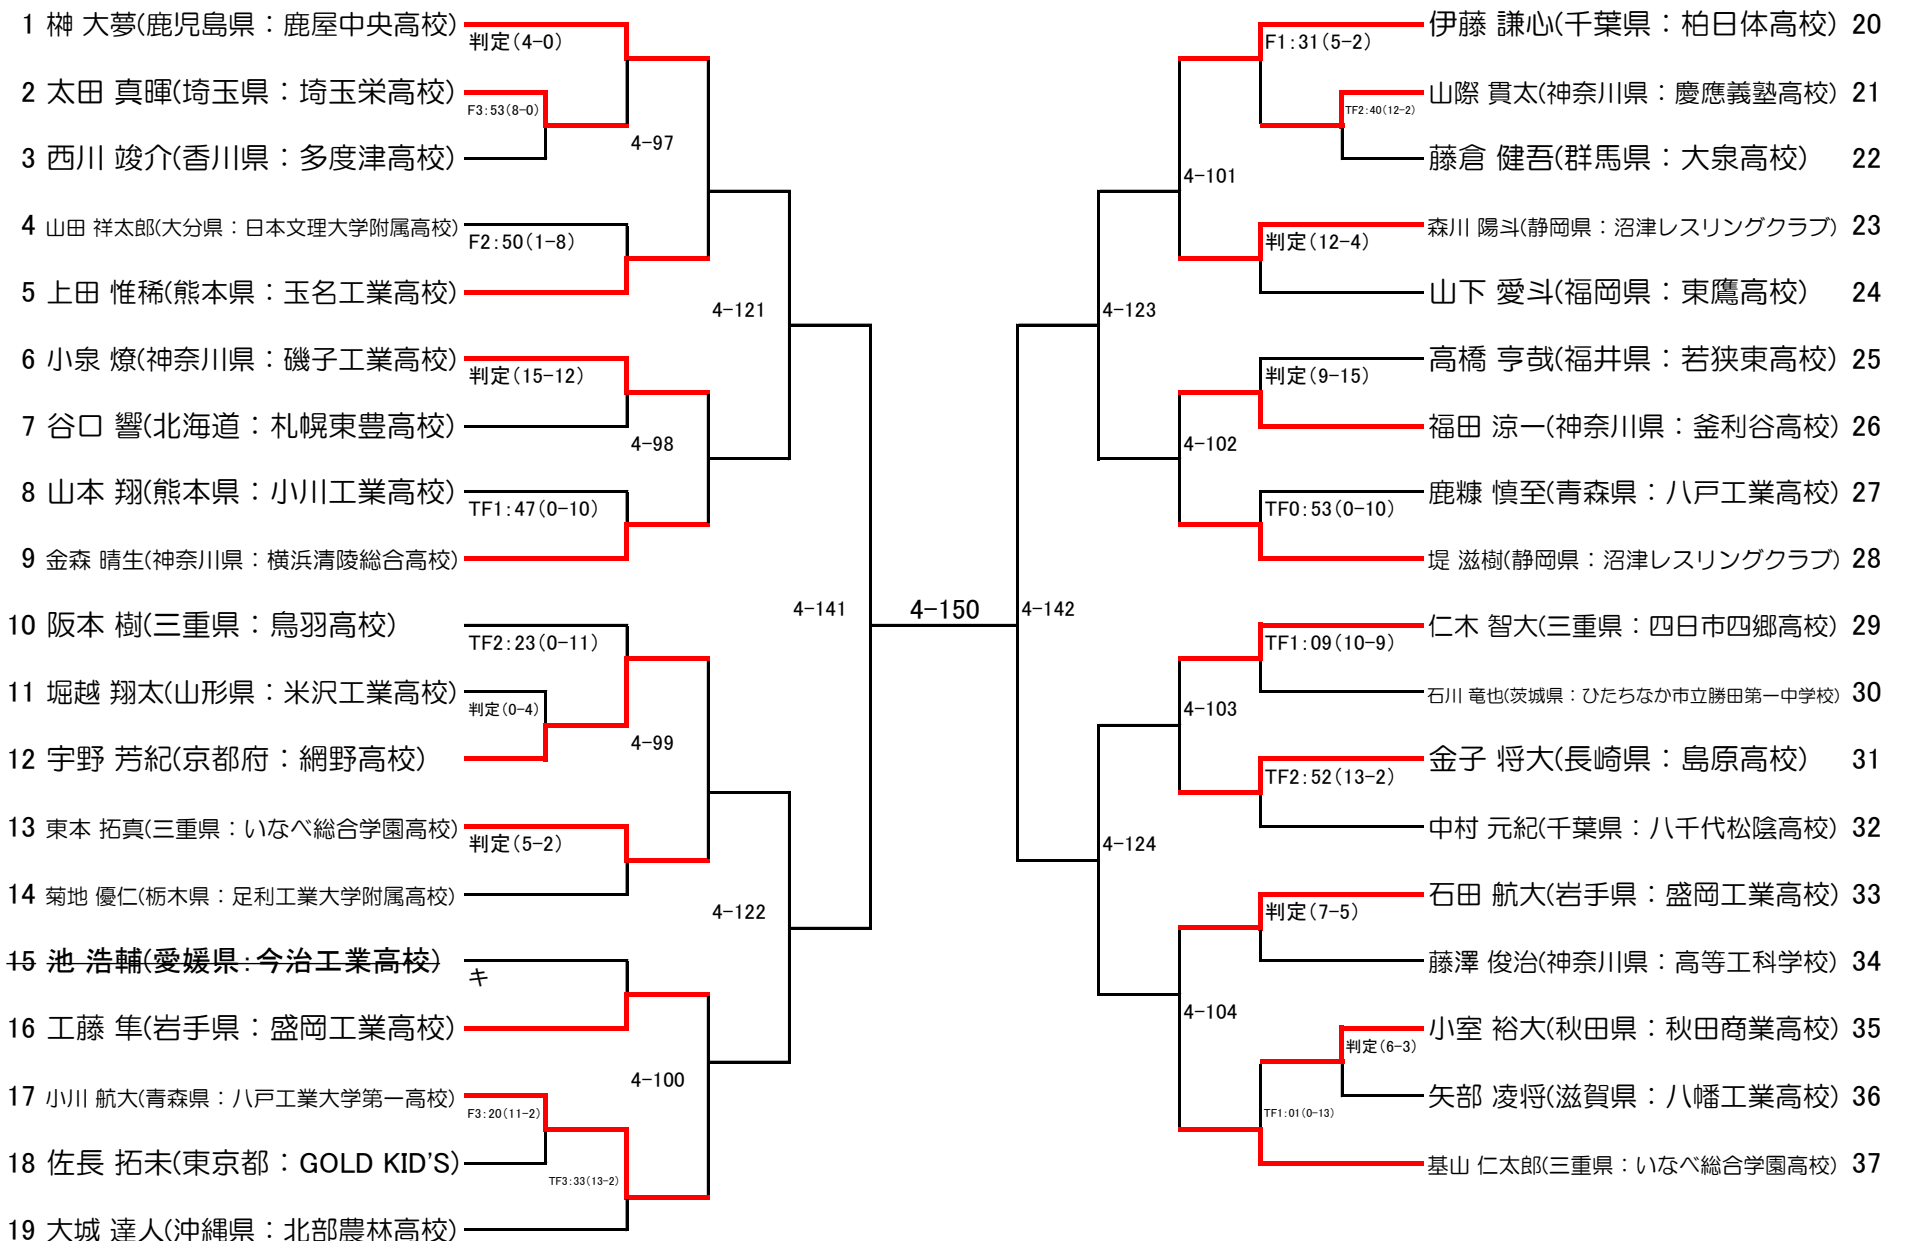 1 榊 大夢(鹿児島県：鹿屋中央高校)
判定(4-0)
2 太田 真暉(埼玉県：埼玉栄高校)
F3:53(8-0)
3 西川 竣介(香川県：多度津高校)
4-97
4 山田 祥太郎(大分県：日本文理大学附属高校)
F2:50(1-8)
5 上田 惟稀(熊本県：玉名工業高校)
4-121
6 小泉 燎(神奈川県：磯子工業高校)
判定(15-12)
7 谷口 響(北海道：札幌東豊高校)
4-98
8 山本 翔(熊本県：小川工業高校)
TF1:47(0-10)
9 金森 晴生(神奈川県：横浜清陵総合高校)
4-141
10 阪本 樹(三重県：鳥羽高校)
TF2:23(0-11)
11 堀越 翔太(山形県：米沢工業高校)
判定(0-4)
12 宇野 芳紀(京都府：網野高校)
4-99
13 東本 拓真(三重県：いなべ総合学園高校)
判定(5-2)
14 菊地 優仁(栃木県：足利工業大学附属高校)
4-122
15 池 浩輔(愛媛県：今治工業高校)
キ
16 工藤 隼(岩手県：盛岡工業高校)
4-100
17 小川 航大(青森県：八戸工業大学第一高校)
F3:20(11-2)
18 佐長 拓未(東京都：GOLD KID'S)
TF3:33(13-2)
19 大城 達人(沖縄県：北部農林高校)
4-150
伊藤 謙心(千葉県：柏日体高校) 20
F1:31(5-2)
山際 貫太(神奈川県：慶應義塾高校) 21
TF2:40(12-2)
藤倉 健吾(群馬県：大泉高校) 22
4-101
森川 陽斗(静岡県：沼津レスリングクラブ) 23
判定(12-4)
山下 愛斗(福岡県：東鷹高校) 24
4-123
高橋 亨哉(福井県：若狭東高校) 25
判定(9-15)
福田 涼一(神奈川県：釜利谷高校) 26
4-102
鹿糠 慎至(青森県：八戸工業高校) 27
TF0:53(0-10)
堤 滋樹(静岡県：沼津レスリングクラブ) 28
4-142
仁木 智大(三重県：四日市四郷高校) 29
TF1:09(10-9)
石川 竜也(茨城県：ひたちなか市立勝田第一中学校) 30
4-103
金子 将大(長崎県：島原高校) 31
TF2:52(13-2)
中村 元紀(千葉県：八千代松陰高校) 32
4-124
石田 航大(岩手県：盛岡工業高校) 33
判定(7-5)
藤澤 俊治(神奈川県：高等工科学校) 34
4-104
小室 裕大(秋田県：秋田商業高校) 35
判定(6-3)
矢部 凌将(滋賀県：八幡工業高校) 36
TF1:01(0-13)
基山 仁太郎(三重県：いなべ総合学園高校) 37